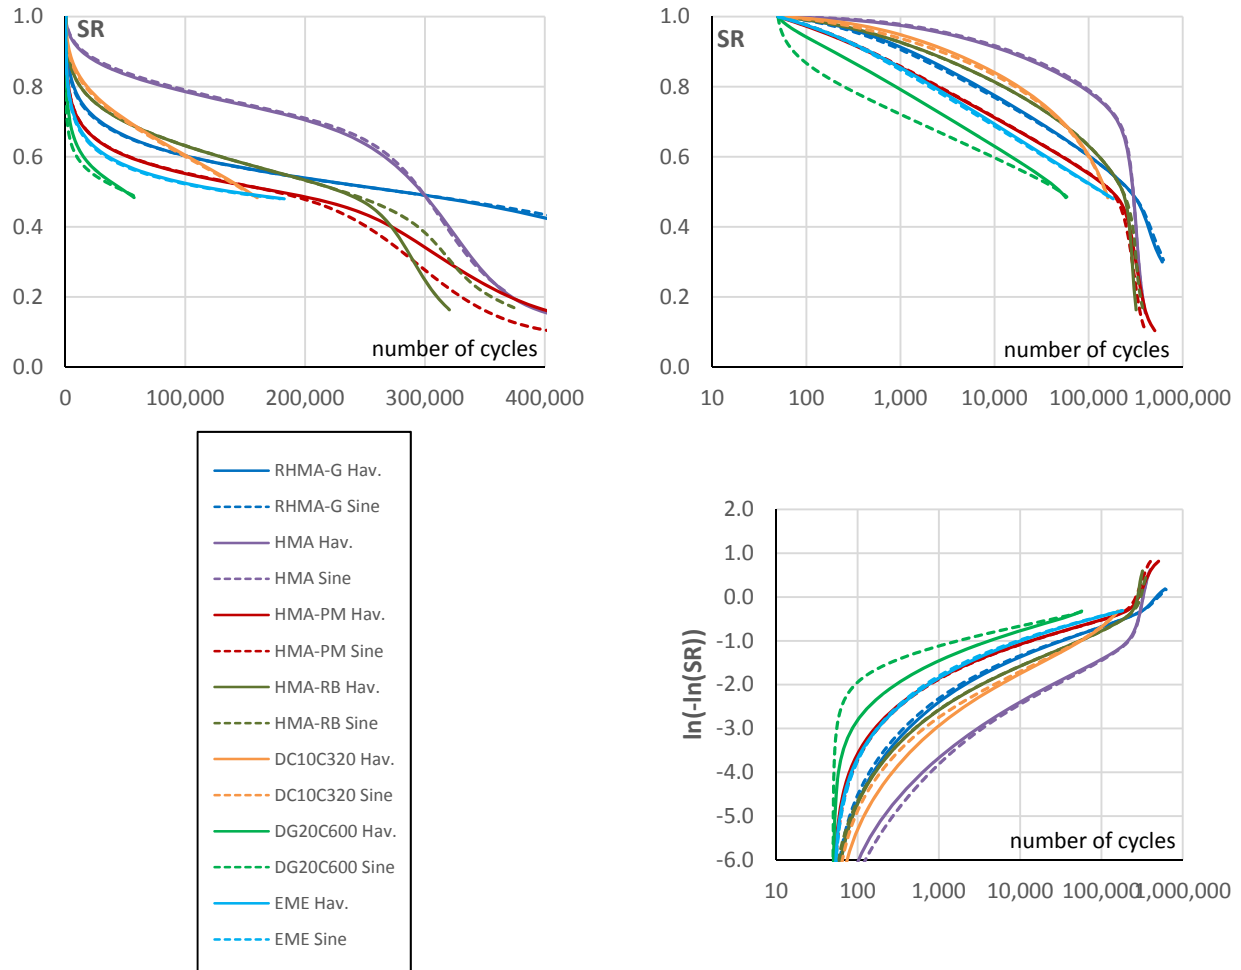 1.0
SR
0.8
0.6
0.4
0.2
number of cycles
0.0
0 100,000 200,000 300,000 400,000
1.0
SR
0.8
0.6
0.4
0.2
number of cycles
0.0
10 100 1,000 10,000 100,000 1,000,000
RHMA-G Hav.
RHMA-G Sine
HMA Hav.
HMA Sine
HMA-PM Hav.
HMA-PM Sine
HMA-RB Hav.
HMA-RB Sine
DC10C320 Hav.
DC10C320 Sine
DG20C600 Hav.
DG20C600 Sine
EME Hav.
EME Sine
ln(-ln(SR))
2.0
1.0
0.0
-1.0
-2.0
-3.0
-4.0
-5.0
number of cycles
-6.0
10 100 1,000 10,000 100,000 1,000,000